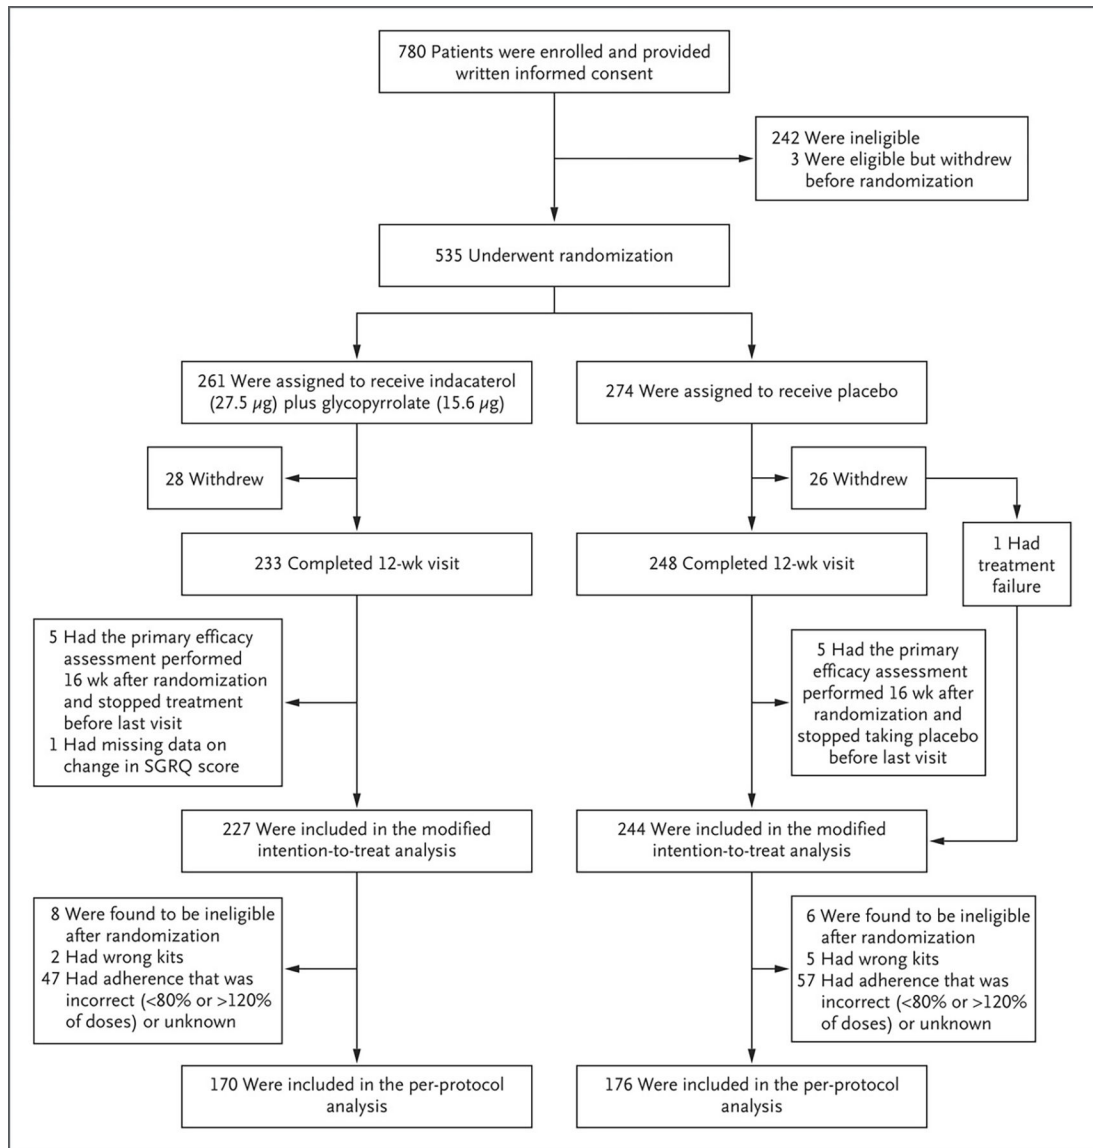 780 Patients were enrolled and provided
written informed consent
242 Were ineligible
3 Were eligible but withdrew
before randomization
535 Underwent randomization
261 Were assigned to receive indacaterol
(27.5 µg) plus glycopyrrolate (15.6 µg)
274 Were assigned to receive placebo
28 Withdrew
26 Withdrew
233 Completed 12-wk visit
248 Completed 12-wk visit
1 Had
treatment
failure
5 Had the primary efficacy
assessment performed
16 wk after randomization
and stopped treatment
before last visit
1 Had missing data on
change in SGRQ score
5 Had the primary
efficacy assessment
performed 16 wk after
randomization and
stopped taking placebo
before last visit
227 Were included in the modified
intention-to-treat analysis
244 Were included in the modified
intention-to-treat analysis
8 Were found to be ineligible
after randomization
2 Had wrong kits
47 Had adherence that was
incorrect (<80% or >120%
of doses) or unknown
6 Were found to be ineligible
after randomization
5 Had wrong kits
57 Had adherence that was
incorrect (<80% or >120%
of doses) or unknown
170 Were included in the per-protocol
analysis
176 Were included in the per-protocol
analysis